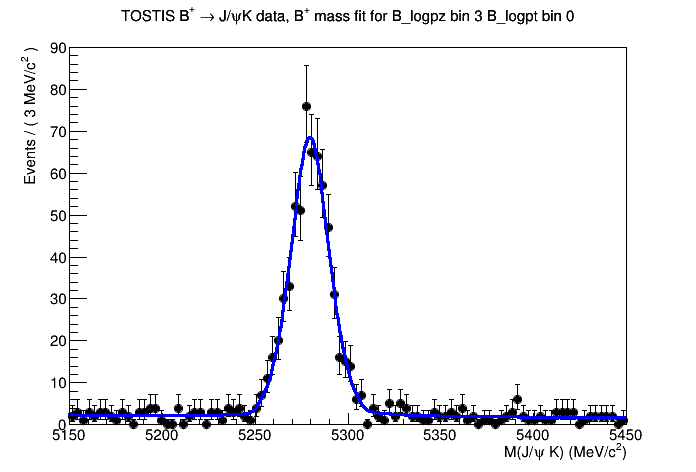 TOSTIS B⁺ → J/ψK data, B⁺ mass fit for B_logpz bin 3 B_logpt bin 0
Events / ( 3 MeV/c² )
90
80
70
60
50
40
30
20
10
0
5150 5200 5250 5300 5350 5400 5450
M(J/ψ K) (MeV/c²)